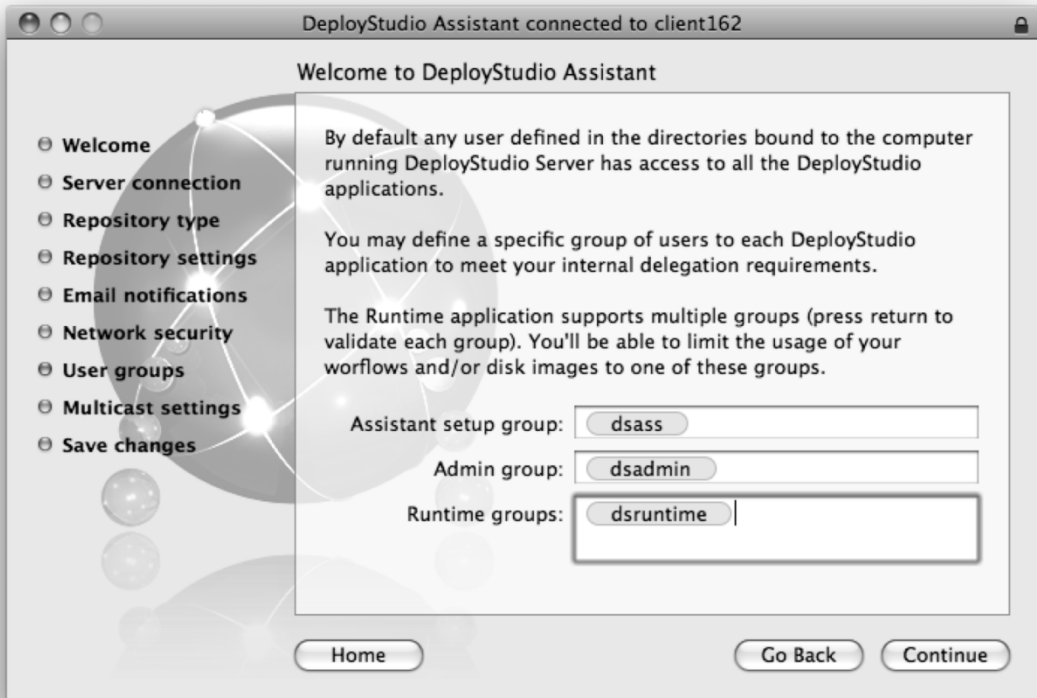 DeployStudio Assistant connected to client162
Welcome to DeployStudio Assistant
Welcome
Server connection
Repository type
Repository settings
Email notifications
Network security
User groups
Multicast settings
Save changes
By default any user defined in the directories bound to the computer
running DeployStudio Server has access to all the DeployStudio
applications.
You may define a specific group of users to each DeployStudio
application to meet your internal delegation requirements.
The Runtime application supports multiple groups (press return to
validate each group). You'll be able to limit the usage of your
worflows and/or disk images to one of these groups.
Assistant setup group: dsass
Admin group: dsadmin
Runtime groups: dsruntime
Home Go Back Continue